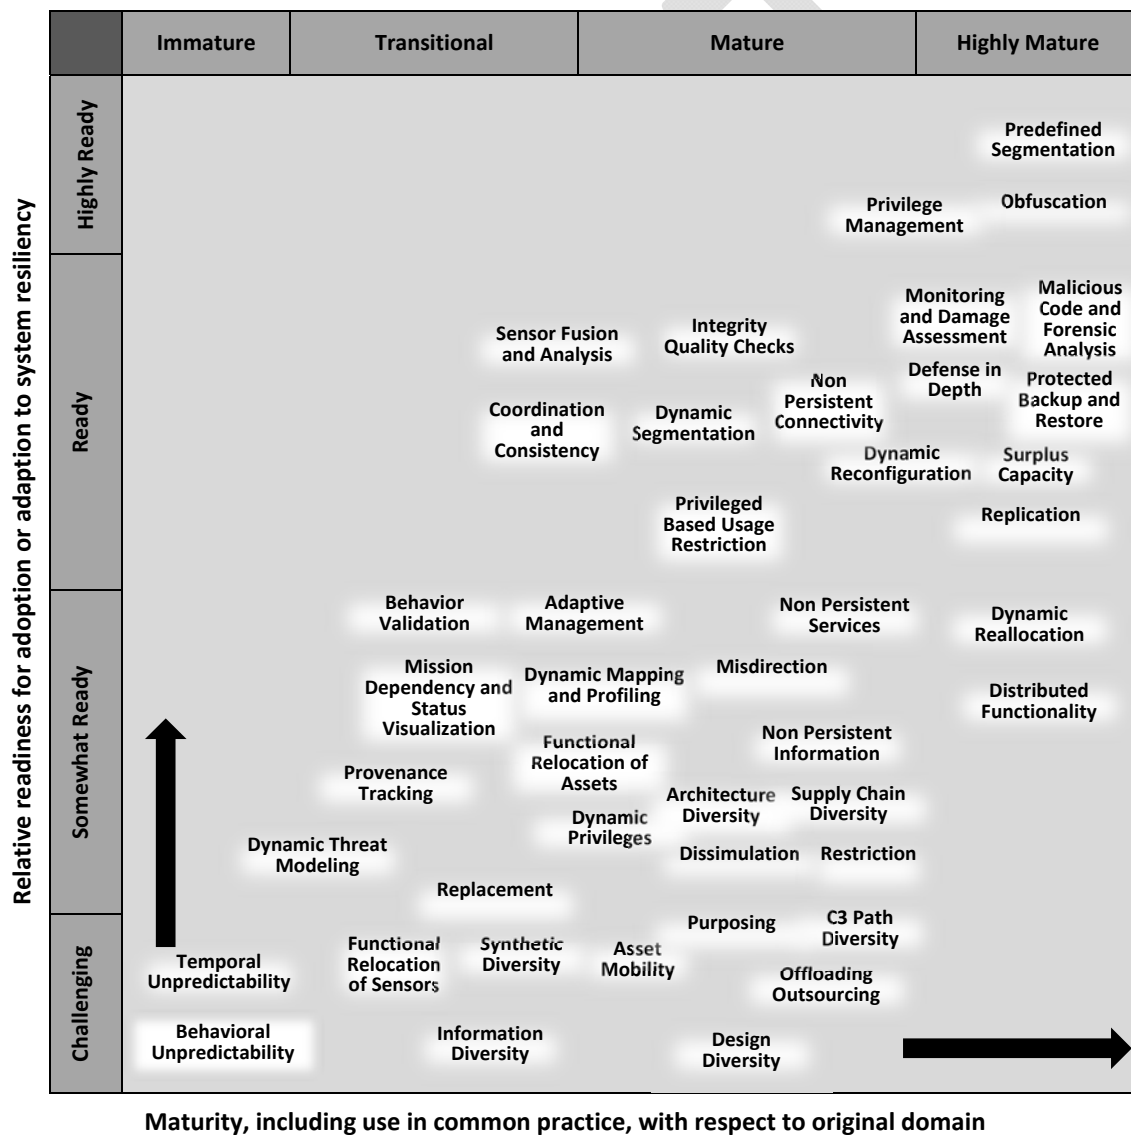 Immature
Transitional
Mature
Highly Mature
Relative readiness for adoption or adaption to system resiliency
Highly Ready
Predefined
Segmentation
Privilege
Management
Obfuscation
Ready
Sensor Fusion
and Analysis
Integrity
Quality Checks
Monitoring
and Damage
Assessment
Malicious
Code and
Forensic
Analysis
Coordination
and
Consistency
Dynamic
Segmentation
Non
Persistent
Connectivity
Defense in
Depth
Protected
Backup and
Restore
Dynamic
Reconfiguration
Surplus
Capacity
Privileged
Based Usage
Restriction
Replication
Somewhat Ready
Behavior
Validation
Adaptive
Management
Non Persistent
Services
Dynamic
Reallocation
Mission
Dependency and
Status
Visualization
Dynamic Mapping
and Profiling
Misdirection
Distributed
Functionality
Functional
Relocation of
Assets
Non Persistent
Information
Provenance
Tracking
Architecture
Diversity
Supply Chain
Diversity
Dynamic
Privileges
Dynamic Threat
Modeling
Dissimulation
Restriction
Replacement
Challenging
Purposing
C3 Path
Diversity
Temporal
Unpredictability
Functional
Relocation
of Sensors
Synthetic
Diversity
Asset
Mobility
Offloading
Outsourcing
Behavioral
Unpredictability
Information
Diversity
Design
Diversity
Maturity, including use in common practice, with respect to original domain